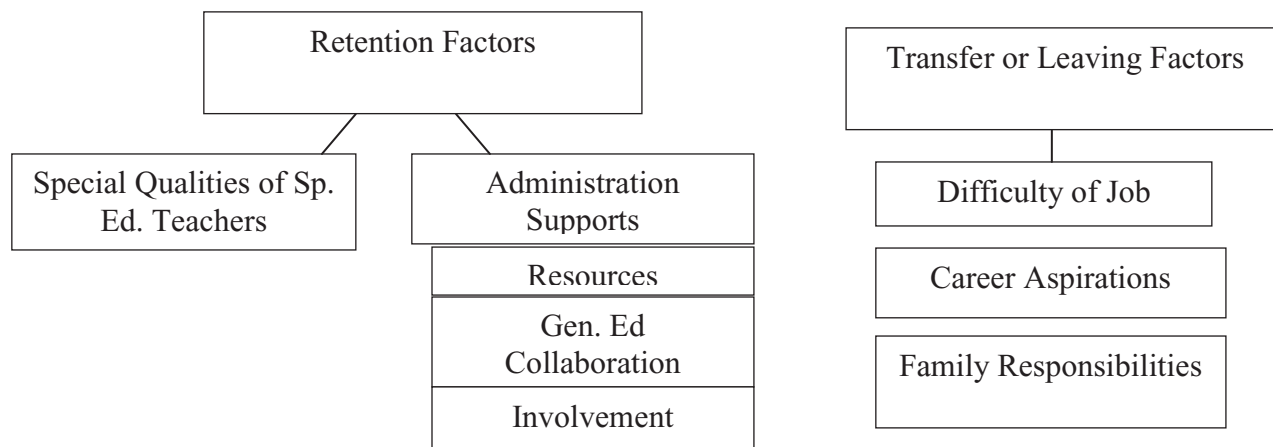 Retention Factors
Special Qualities of Sp.
Ed. Teachers
Administration
Supports
Resources
Gen. Ed
Collaboration
Involvement
Transfer or Leaving Factors
Difficulty of Job
Career Aspirations
Family Responsibilities